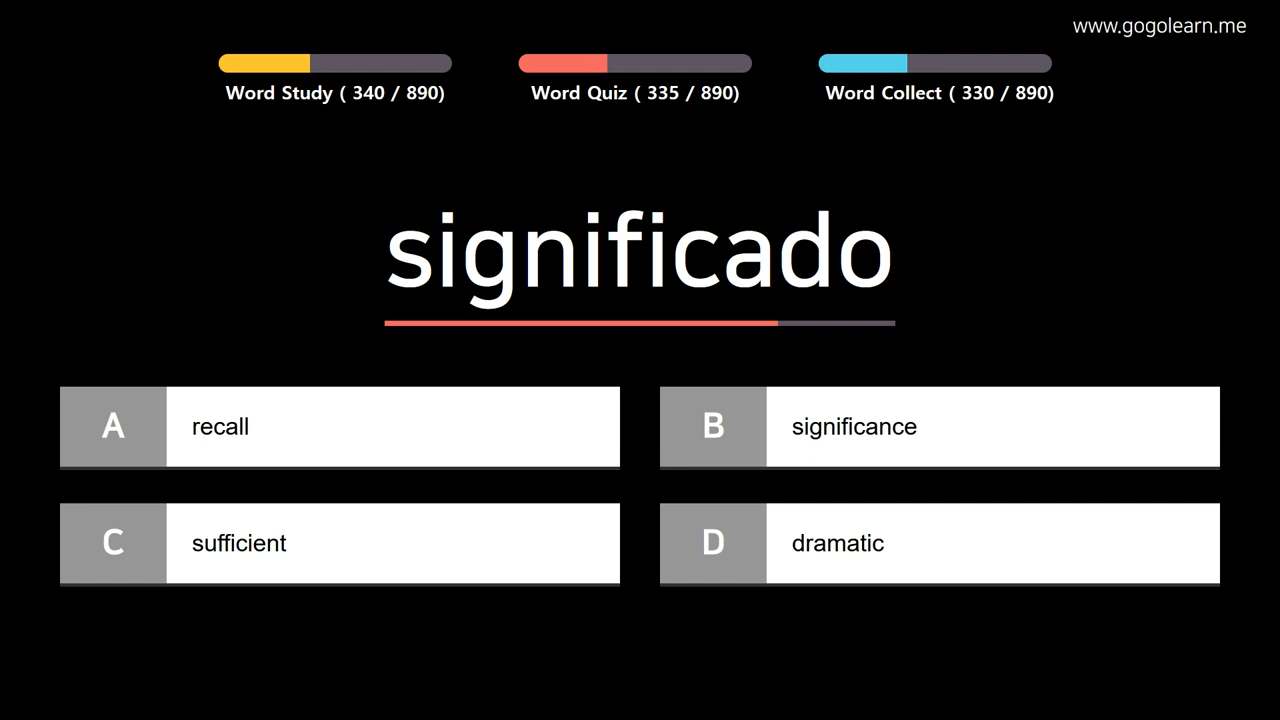 www.gogolearn.me
Word Study ( 340 / 890)
Word Quiz ( 335 / 890)
Word Collect ( 330 / 890)
significado
A recall
B significance
C sufficient
D dramatic